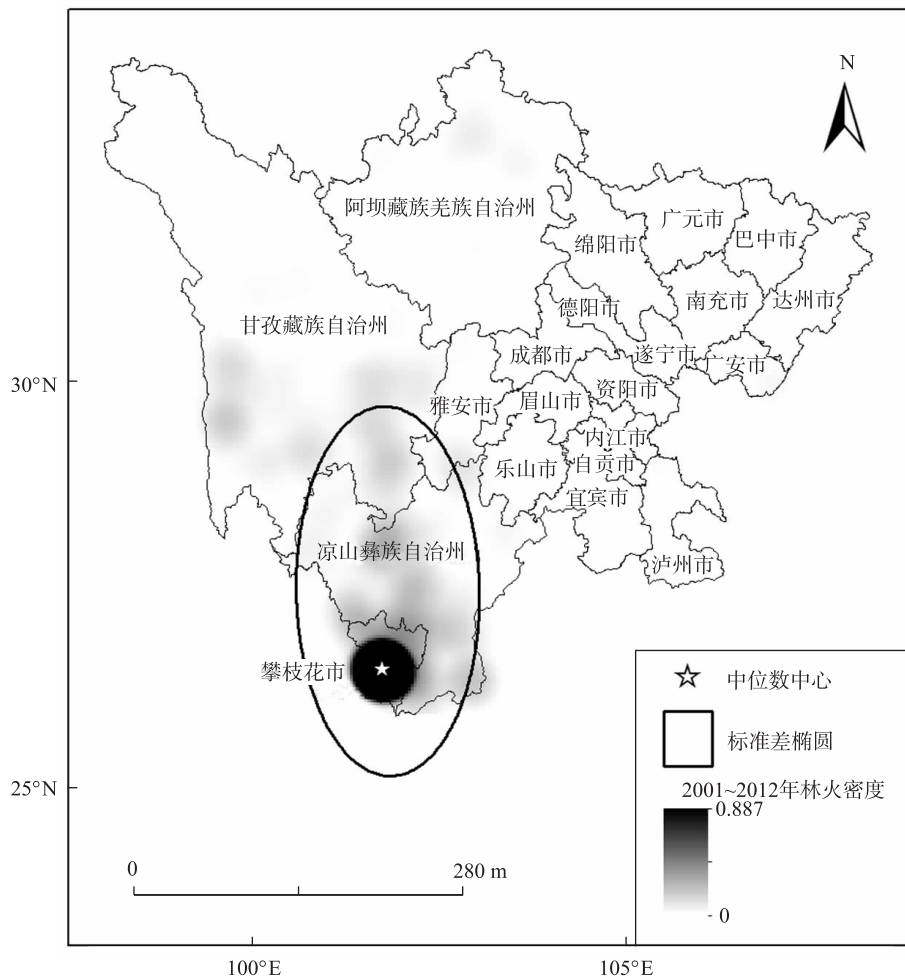 N
阿坝藏族羌族自治州
广元市
绵阳市
巴中市
德阳市
南充市
达州市
甘孜藏族自治州
成都市
遂宁市
广安市
30°N
雅安市
眉山市
资阳市
内江市
乐山市
自贡市
宜宾市
凉山彝族自治州
泸州市
攀枝花市
中位数中心
标准差椭圆
2001~2012年林火密度
0.887
0
25°N
0
280 m
100°E
105°E